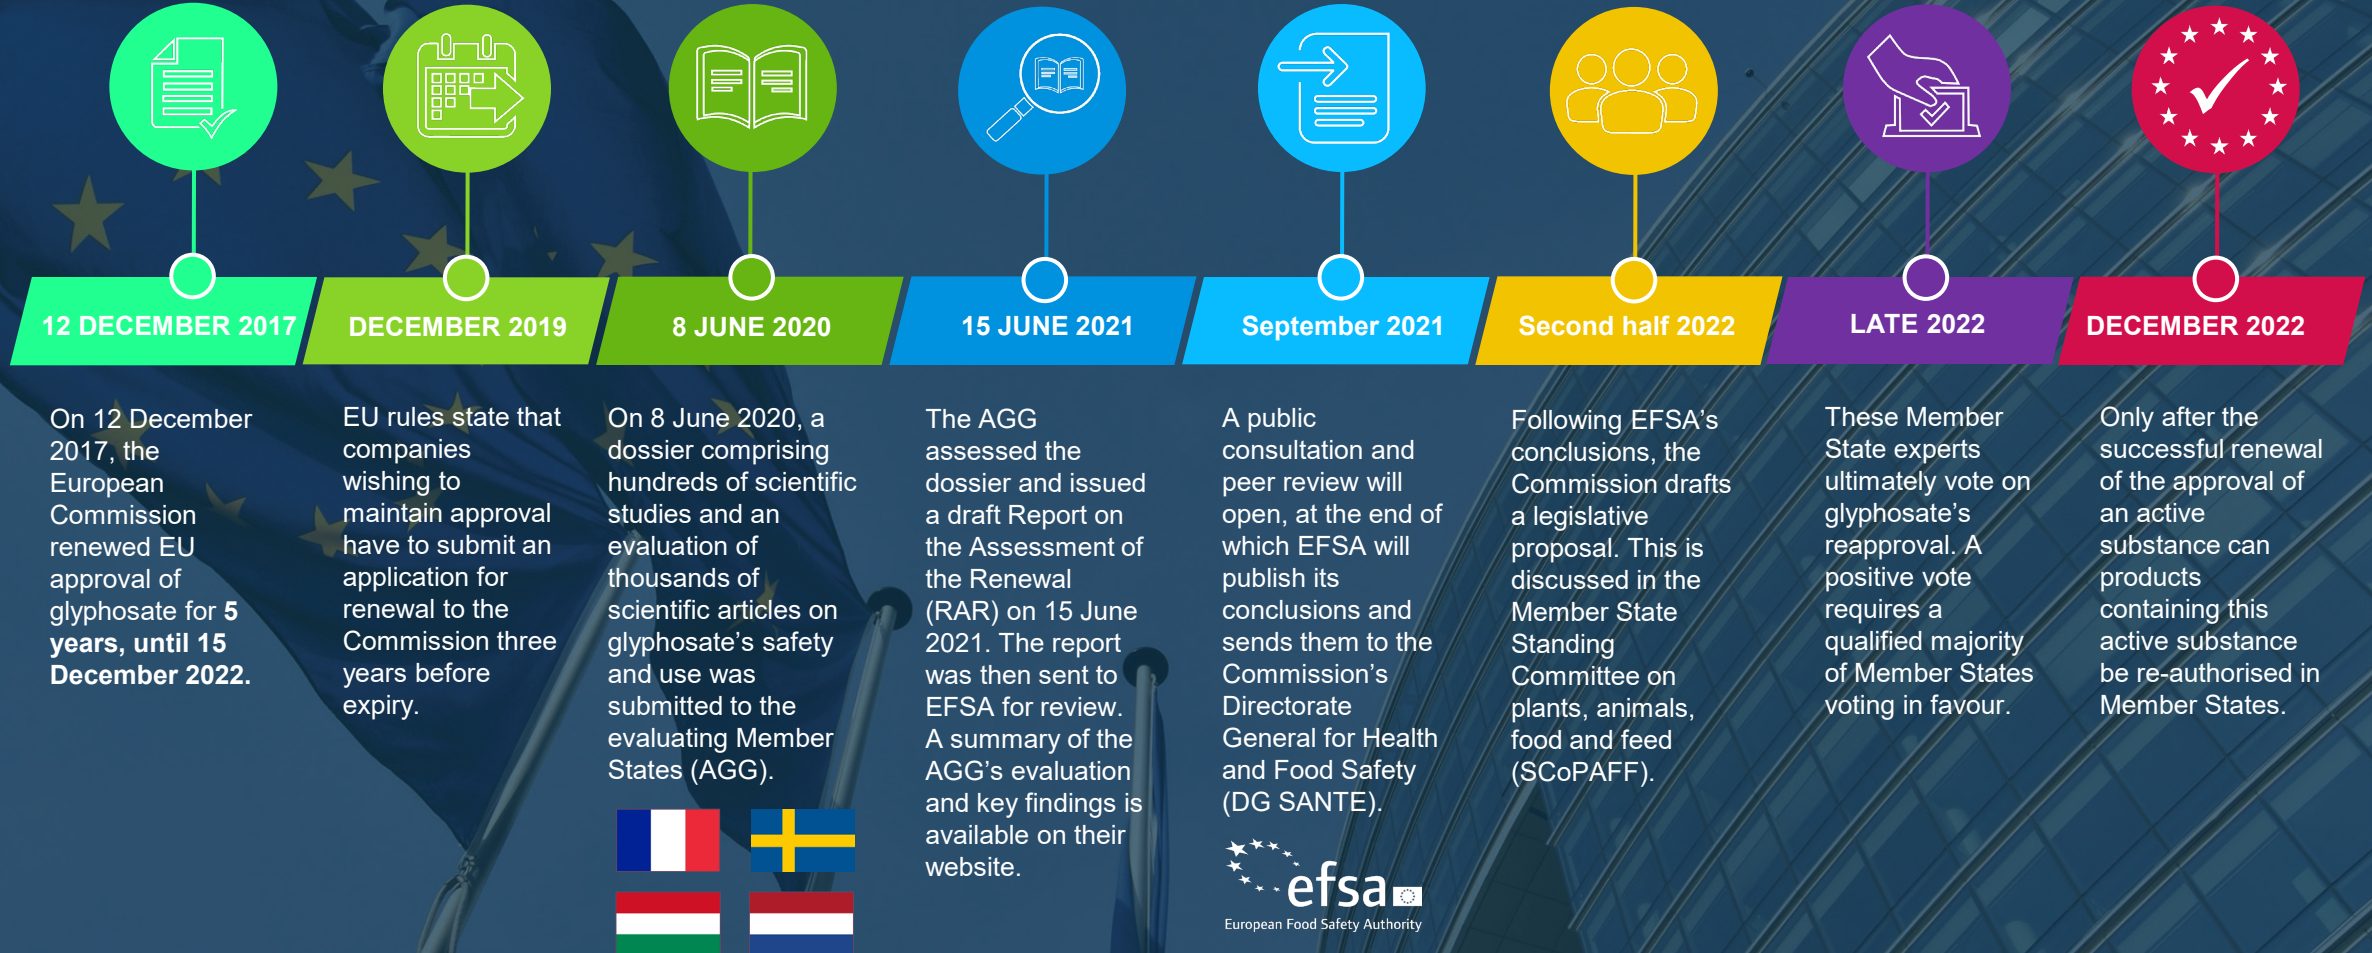 12 DECEMBER 2017
On 12 December
2017, the
European
Commission
renewed EU
approval of
glyphosate for 5
years, until 15
December 2022.
DECEMBER 2019
EU rules state that
companies
wishing to
maintain approval
have to submit an
application for
renewal to the
Commission three
years before
expiry.
8 JUNE 2020
On 8 June 2020, a
dossier comprising
hundreds of scientific
studies and an
evaluation of
thousands of
scientific articles on
glyphosate’s safety
and use was
submitted to the
evaluating Member
States (AGG).
15 JUNE 2021
The AGG
assessed the
dossier and issued
a draft Report on
the Assessment of
the Renewal
(RAR) on 15 June
2021. The report
was then sent to
EFSA for review.
A summary of the
AGG’s evaluation
and key findings is
available on their
website.
September 2021
A public
consultation and
peer review will
open, at the end of
which EFSA will
publish its
conclusions and
sends them to the
Commission’s
Directorate
General for Health
and Food Safety
(DG SANTE).
efsa
European Food Safety Authority
Second half 2022
Following EFSA’s
conclusions, the
Commission drafts
a legislative
proposal. This is
discussed in the
Member State
Standing
Committee on
plants, animals,
food and feed
(SCoPAFF).
LATE 2022
These Member
State experts
ultimately vote on
glyphosate’s
reapproval. A
positive vote
requires a
qualified majority
of Member States
voting in favour.
DECEMBER 2022
Only after the
successful renewal
of the approval of
an active
substance can
products
containing this
active substance
be re-authorised in
Member States.